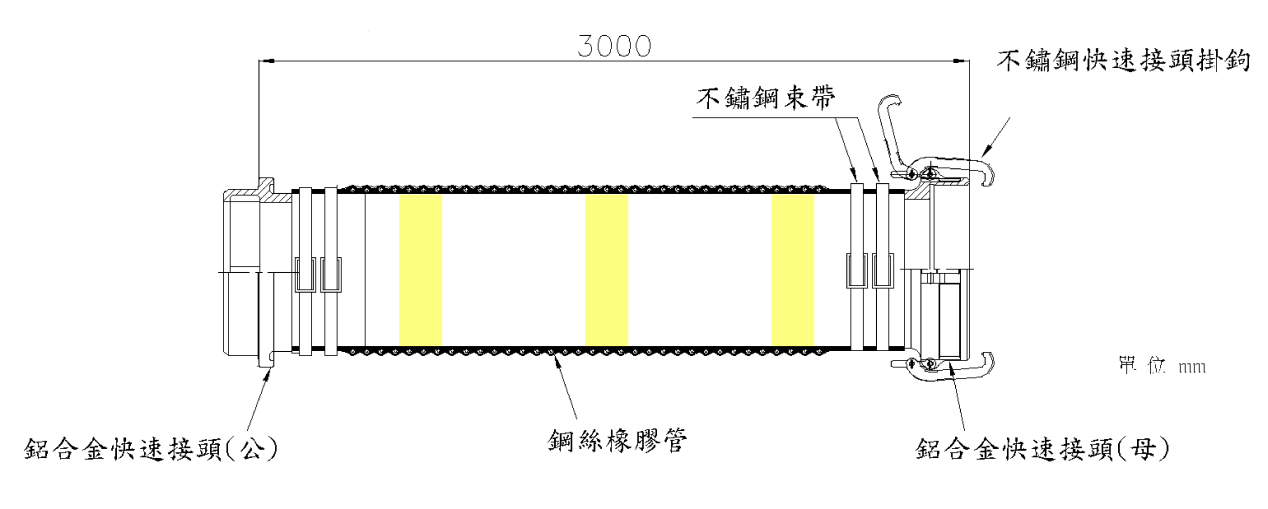 3000
不鏽鋼快速接頭掛鉤
不鏽鋼束帶
單位 mm
鋼絲橡膠管
鋁合金快速接頭(公)
鋁合金快速接頭(母)